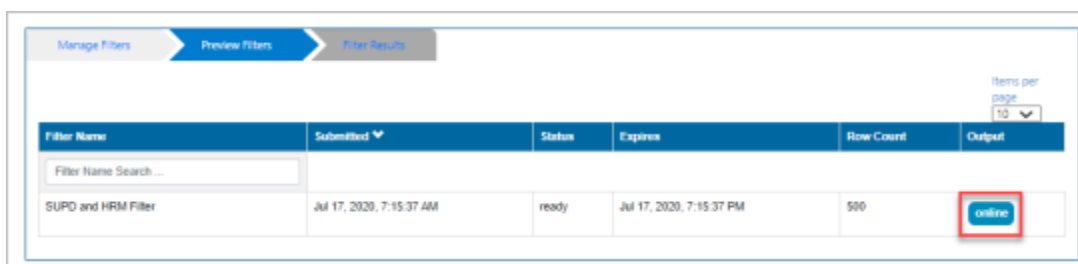 Manage Filters Preview Filters Filter Results
Items per
page
10
Filter Name Submitted Status Expires Row Count Output
Filter Name Search ...
SUPD and HRM Filter Jul 17, 2020, 7:15:37 AM ready Jul 17, 2020, 7:15:37 PM 500 online